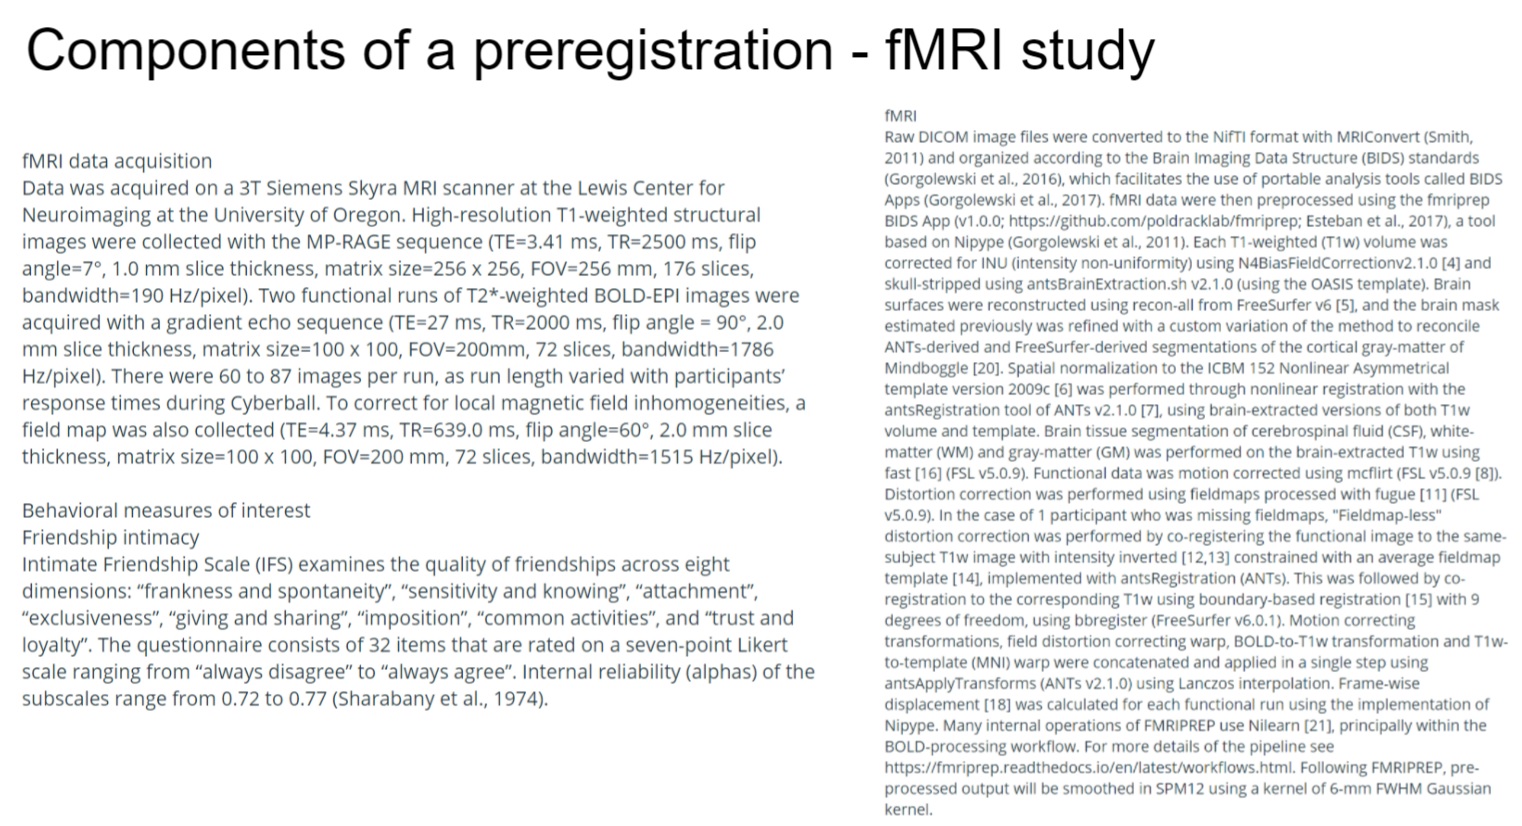 Components of a preregistration - fMRI study
fMRI data acquisition
Data was acquired on a 3T Siemens Skyra MRI scanner at the Lewis Center for
Neuroimaging at the University of Oregon. High-resolution T1-weighted structural
images were collected with the MP-RAGE sequence (TE=3.41 ms, TR=2500 ms, flip
angle=7°, 1.0 mm slice thickness, matrix size=256 x 256, FOV=256 mm, 176 slices,
bandwidth=190 Hz/pixel). Two functional runs of T2*-weighted BOLD-EPI images were
acquired with a gradient echo sequence (TE=27 ms, TR=2000 ms, flip angle = 90°, 2.0
mm slice thickness, matrix size=100 x 100, FOV=200mm, 72 slices, bandwidth=1786
Hz/pixel). There were 60 to 87 images per run, as run length varied with participants’
response times during Cyberball. To correct for local magnetic field inhomogeneities, a
field map was also collected (TE=4.37 ms, TR=639.0 ms, flip angle=60°, 2.0 mm slice
thickness, matrix size=100 x 100, FOV=200 mm, 72 slices, bandwidth=1515 Hz/pixel).
Behavioral measures of interest
Friendship intimacy
Intimate Friendship Scale (IFS) examines the quality of friendships across eight
dimensions: “frankness and spontaneity”, “sensitivity and knowing”, “attachment”,
“exclusiveness”, “giving and sharing”, “imposition”, “common activities”, and “trust and
loyalty”. The questionnaire consists of 32 items that are rated on a seven-point Likert
scale ranging from “always disagree” to “always agree”. Internal reliability (alphas) of the
subscales range from 0.72 to 0.77 (Sharabany et al., 1974).
fMRI
Raw DICOM image files were converted to the NifTI format with MRIConvert (Smith,
2011) and organized according to the Brain Imaging Data Structure (BIDS) standards
(Gorgolewski et al., 2016), which facilitates the use of portable analysis tools called BIDS
Apps (Gorgolewski et al., 2017). fMRI data were then preprocessed using the fmriprep
BIDS App (v1.0.0; https://github.com/poldracklab/fmriprep; Esteban et al., 2017), a tool
based on Nipype (Gorgolewski et al., 2011). Each T1-weighted (T1w) volume was
corrected for INU (intensity non-uniformity) using N4BiasFieldCorrectionv2.1.0 [4] and
skull-stripped using antsBrainExtraction.sh v2.1.0 (using the OASIS template). Brain
surfaces were reconstructed using recon-all from FreeSurfer v6 [5], and the brain mask
estimated previously was refined with a custom variation of the method to reconcile
ANTs-derived and FreeSurfer-derived segmentations of the cortical gray-matter of
Mindboggle [20]. Spatial normalization to the ICBM 152 Nonlinear Asymmetrical
template version 2009c [6] was performed through nonlinear registration with the
antsRegistration tool of ANTs v2.1.0 [7], using brain-extracted versions of both T1w
volume and template. Brain tissue segmentation of cerebrospinal fluid (CSF), white-
matter (WM) and gray-matter (GM) was performed on the brain-extracted T1w using
fast [16] (FSL v5.0.9). Functional data was motion corrected using mcflirt (FSL v5.0.9 [8]).
Distortion correction was performed using fieldmaps processed with fugue [11] (FSL
v5.0.9). In the case of 1 participant who was missing fieldmaps, "Fieldmap-less"
distortion correction was performed by co-registering the functional image to the same-
subject T1w image with intensity inverted [12,13] constrained with an average fieldmap
template [14], implemented with antsRegistration (ANTs). This was followed by co-
registration to the corresponding T1w using boundary-based registration [15] with 9
degrees of freedom, using bbregister (FreeSurfer v6.0.1). Motion correcting
transformations, field distortion correcting warp, BOLD-to-T1w transformation and T1w-
to-template (MNI) warp were concatenated and applied in a single step using
antsApplyTransforms (ANTs v2.1.0) using Lanczos interpolation. Frame-wise
displacement [18] was calculated for each functional run using the implementation of
Nipype. Many internal operations of FMRIPREP use Nilearn [21], principally within the
BOLD-processing workflow. For more details of the pipeline see
https://fmriprep.readthedocs.io/en/latest/workflows.html. Following FMRIPREP, pre-
processed output will be smoothed in SPM12 using a kernel of 6-mm FWHM Gaussian
kernel.